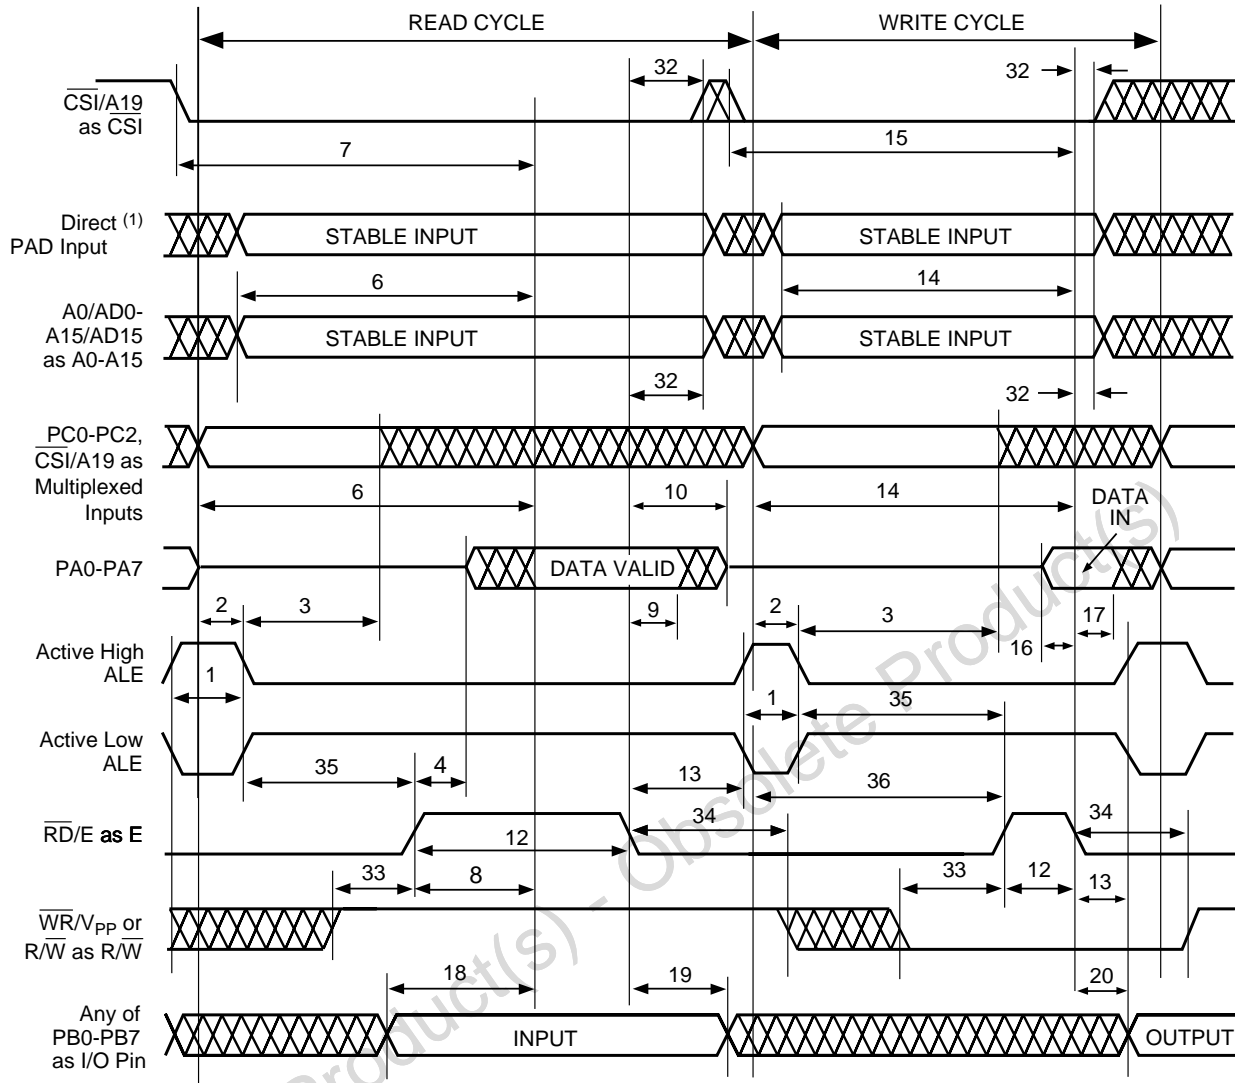 READ CYCLE
WRITE CYCLE
32
32
CSI/A19
as CSI
7
15
Direct (1)
PAD Input
STABLE INPUT
STABLE INPUT
6
14
A0/AD0-
A15/AD15
as A0-A15
STABLE INPUT
STABLE INPUT
32
32
PC0-PC2,
CSI/A19 as
Multiplexed
Inputs
6
10
14
DATA
IN
PA0-PA7
DATA VALID
2
3
9
2
3
16
17
Active High
ALE
1
1
35
Active Low
ALE
35
4
13
36
34
34
RD/E as E
12
33
8
33
12
13
WR/VPP or
R/W as R/W
18
19
20
Any of
PB0-PB7
as I/O Pin
INPUT
OUTPUT
Product(s) - Obsolete Product(s)